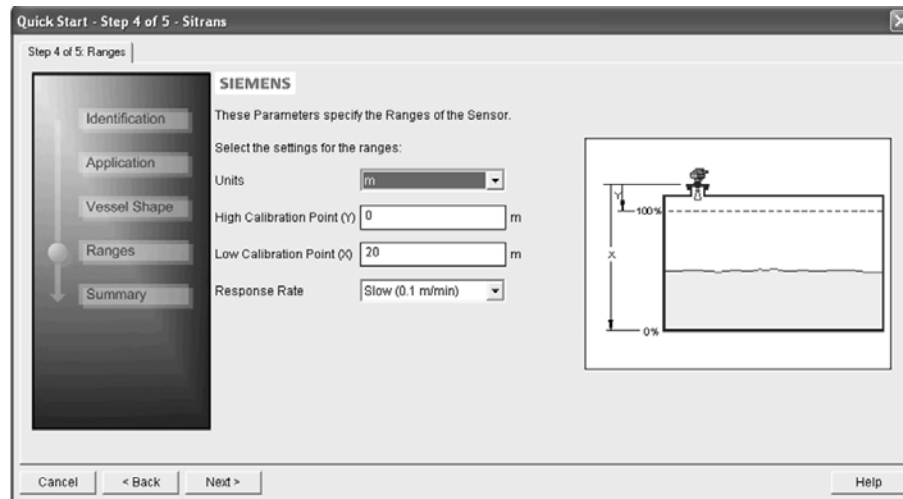 Quick Start - Step 4 of 5 - Sitrans
Step 4 of 5: Ranges
SIEMENS
Identification
Application
Vessel Shape
Ranges
Summary
These Parameters specify the Ranges of the Sensor.
Select the settings for the ranges:
Units m
High Calibration Point (Y) 0 m
Low Calibration Point (X) 20 m
Response Rate Slow (0.1 m/min)
Y
100%
X
0%
Cancel < Back Next > Help